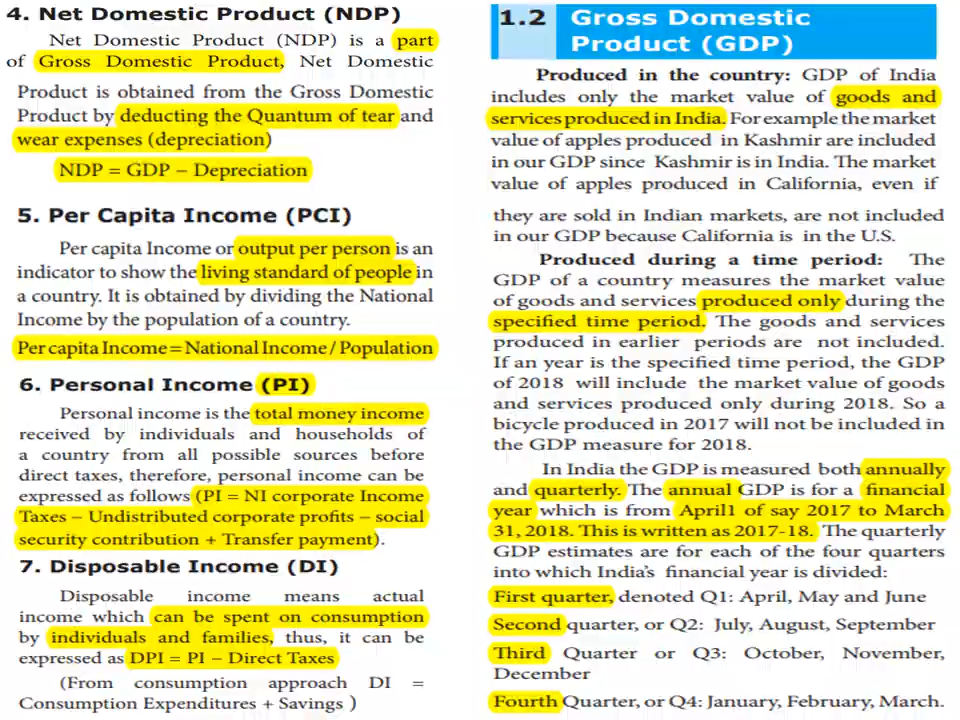 4. Net Domestic Product (NDP)
Net Domestic Product (NDP) is a part
of Gross Domestic Product, Net Domestic
Product is obtained from the Gross Domestic
Product by deducting the Quantum of tear and
wear expenses (depreciation)
NDP = GDP – Depreciation
5. Per Capita Income (PCI)
Per capita Income or output per person is an
indicator to show the living standard of people in
a country. It is obtained by dividing the National
Income by the population of a country.
Per capita Income = National Income / Population
6. Personal Income (PI)
Personal income is the total money income
received by individuals and households of
a country from all possible sources before
direct taxes, therefore, personal income can be
expressed as follows (PI = NI corporate Income
Taxes – Undistributed corporate profits – social
security contribution + Transfer payment).
7. Disposable Income (DI)
Disposable income means actual
income which can be spent on consumption
by individuals and families, thus, it can be
expressed as DPI = PI – Direct Taxes
(From consumption approach DI =
Consumption Expenditures + Savings )
1.2 Gross Domestic
Product (GDP)
Produced in the country: GDP of India
includes only the market value of goods and
services produced in India. For example the market
value of apples produced in Kashmir are included
in our GDP since Kashmir is in India. The market
value of apples produced in California, even if
they are sold in Indian markets, are not included
in our GDP because California is in the U.S.
Produced during a time period: The
GDP of a country measures the market value
of goods and services produced only during the
specified time period. The goods and services
produced in earlier periods are not included.
If an year is the specified time period, the GDP
of 2018 will include the market value of goods
and services produced only during 2018. So a
bicycle produced in 2017 will not be included in
the GDP measure for 2018.
In India the GDP is measured both annually
and quarterly. The annual GDP is for a financial
year which is from April1 of say 2017 to March
31, 2018. This is written as 2017-18. The quarterly
GDP estimates are for each of the four quarters
into which India's financial year is divided:
First quarter, denoted Q1: April, May and June
Second quarter, or Q2: July, August, September
Third Quarter or Q3: October, November,
December
Fourth Quarter, or Q4: January, February, March.